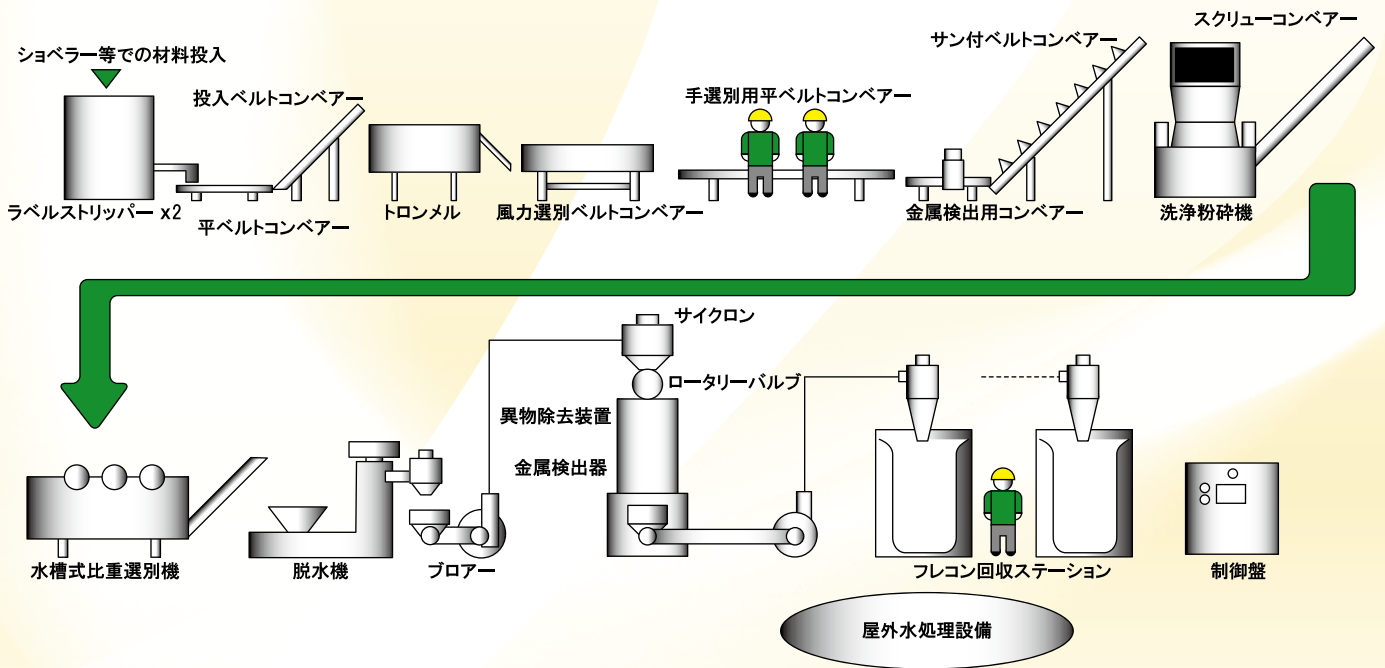 ショベラー等での材料投入
投入ベルトコンベアー
手選別用平ベルトコンベアー
サン付ベルトコンベアー
スクリューコンベアー
ラベルストリッパー x2
平ベルトコンベアー
トロンメル
風力選別ベルトコンベアー
金属検出用コンベアー
洗浄粉砕機
サイクロン
ロータリーバルブ
異物除去装置
金属検出器
水槽式比重選別機
脱水機
ブロアー
フレコン回収ステーション
制御盤
屋外水処理設備